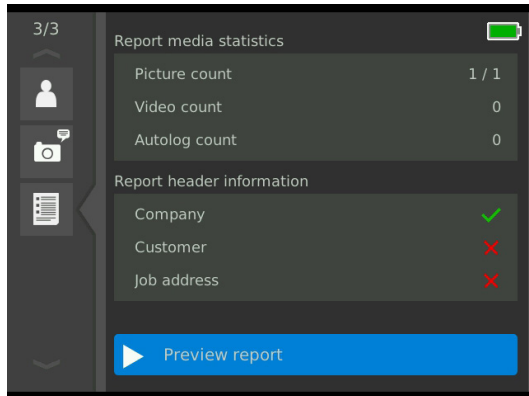 3/3
Report media statistics
Picture count 1 / 1
Video count 0
Autolog count 0
Report header information
Company
Customer
Job address
Preview report